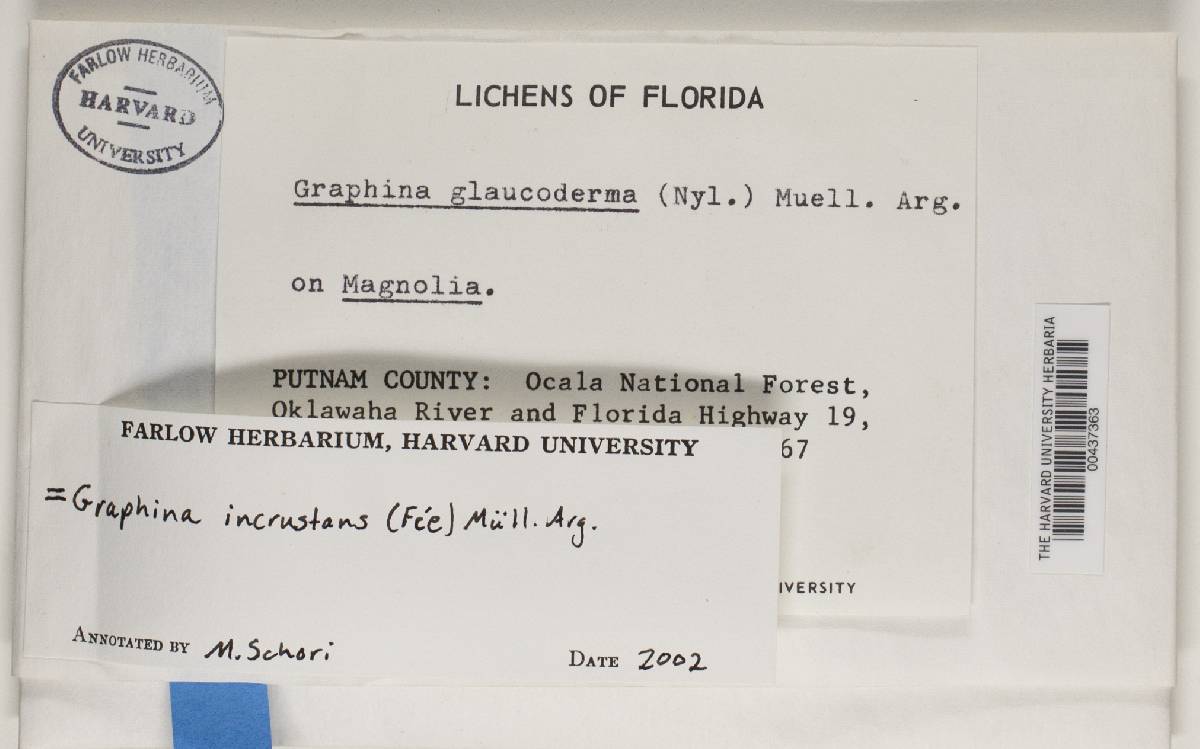 FARLOW HERBARIUM
HARVARD
UNIVERSITY
LICHENS OF FLORIDA
Graphina glaucoderma (Nyl.) Muell. Arg.
on Magnolia.
PUTNAM COUNTY: Ocala National Forest,
Oklawaha River and Florida Highway 19,
67
IVERSITY
FARLOW HERBARIUM, HARVARD UNIVERSITY
=Graphina incrustans (Fée) Müll. Arg.
ANNOTATED BY M. Schori
DATE 2002
THE HARVARD UNIVERSITY HERBARIA
00437363